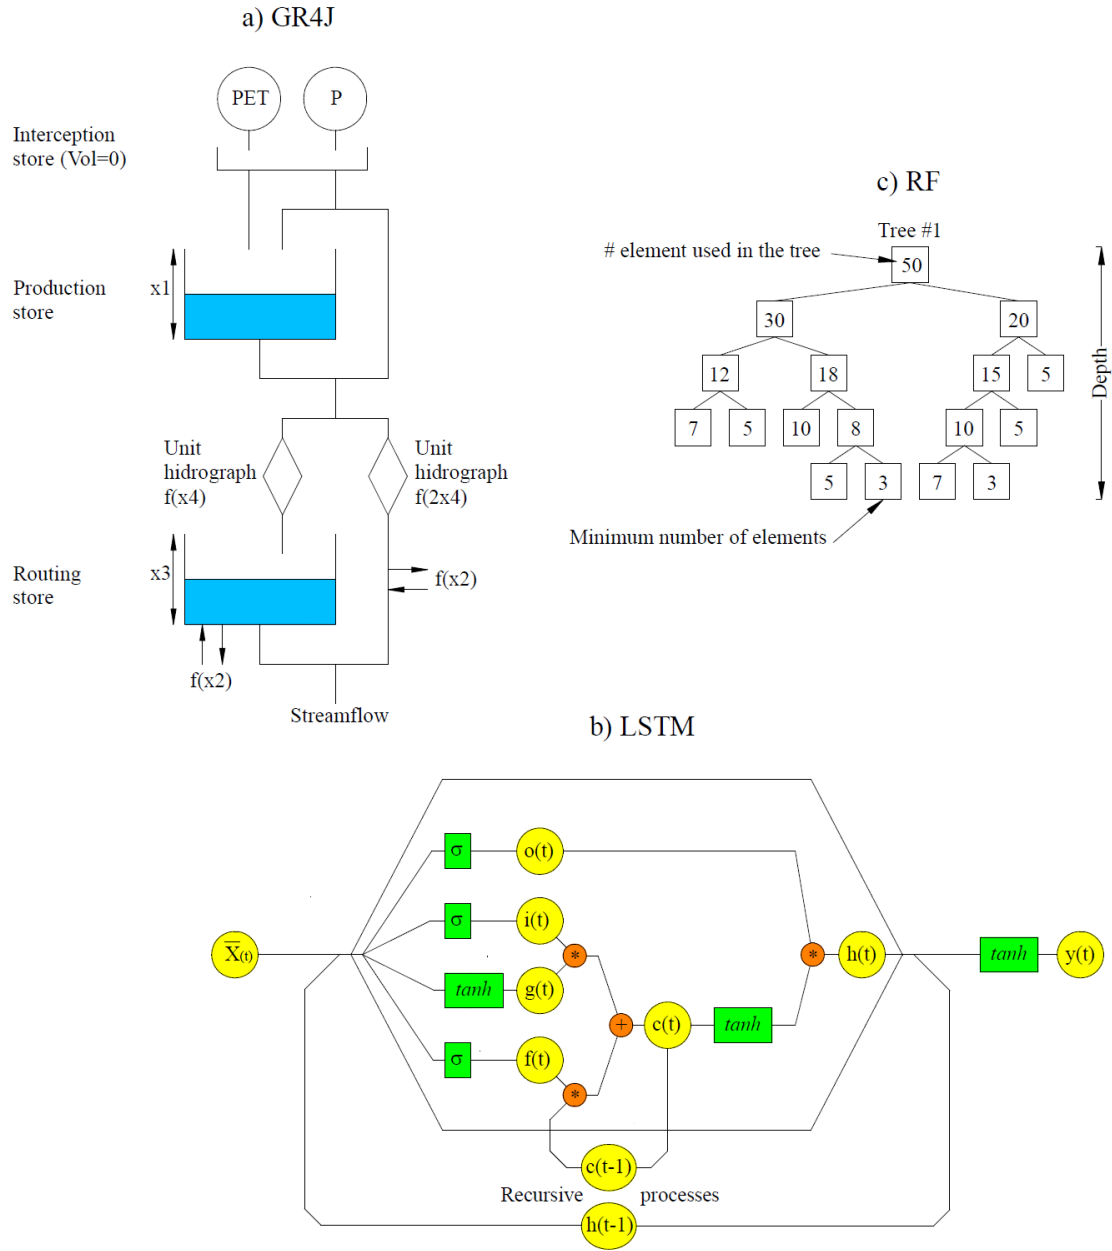 a) GR4J
PET
P
Interception
store (Vol=0)
Production
store
x1
Unit
hidrograph
f(x4)
Unit
hidrograph
f(2x4)
Routing
store
x3
f(x2)
f(x2)
Streamflow
c) RF
Tree #1
# element used in the tree
50
30
20
12
18
15
5
7
5
10
8
10
5
5
3
7
3
Minimum number of elements
Depth
b) LSTM
σ
o(t)
σ
i(t)
X̅(t)
*
*
h(t)
tanh
y(t)
tanh
g(t)
+
c(t)
tanh
σ
f(t)
*
c(t-1)
Recursive processes
h(t-1)